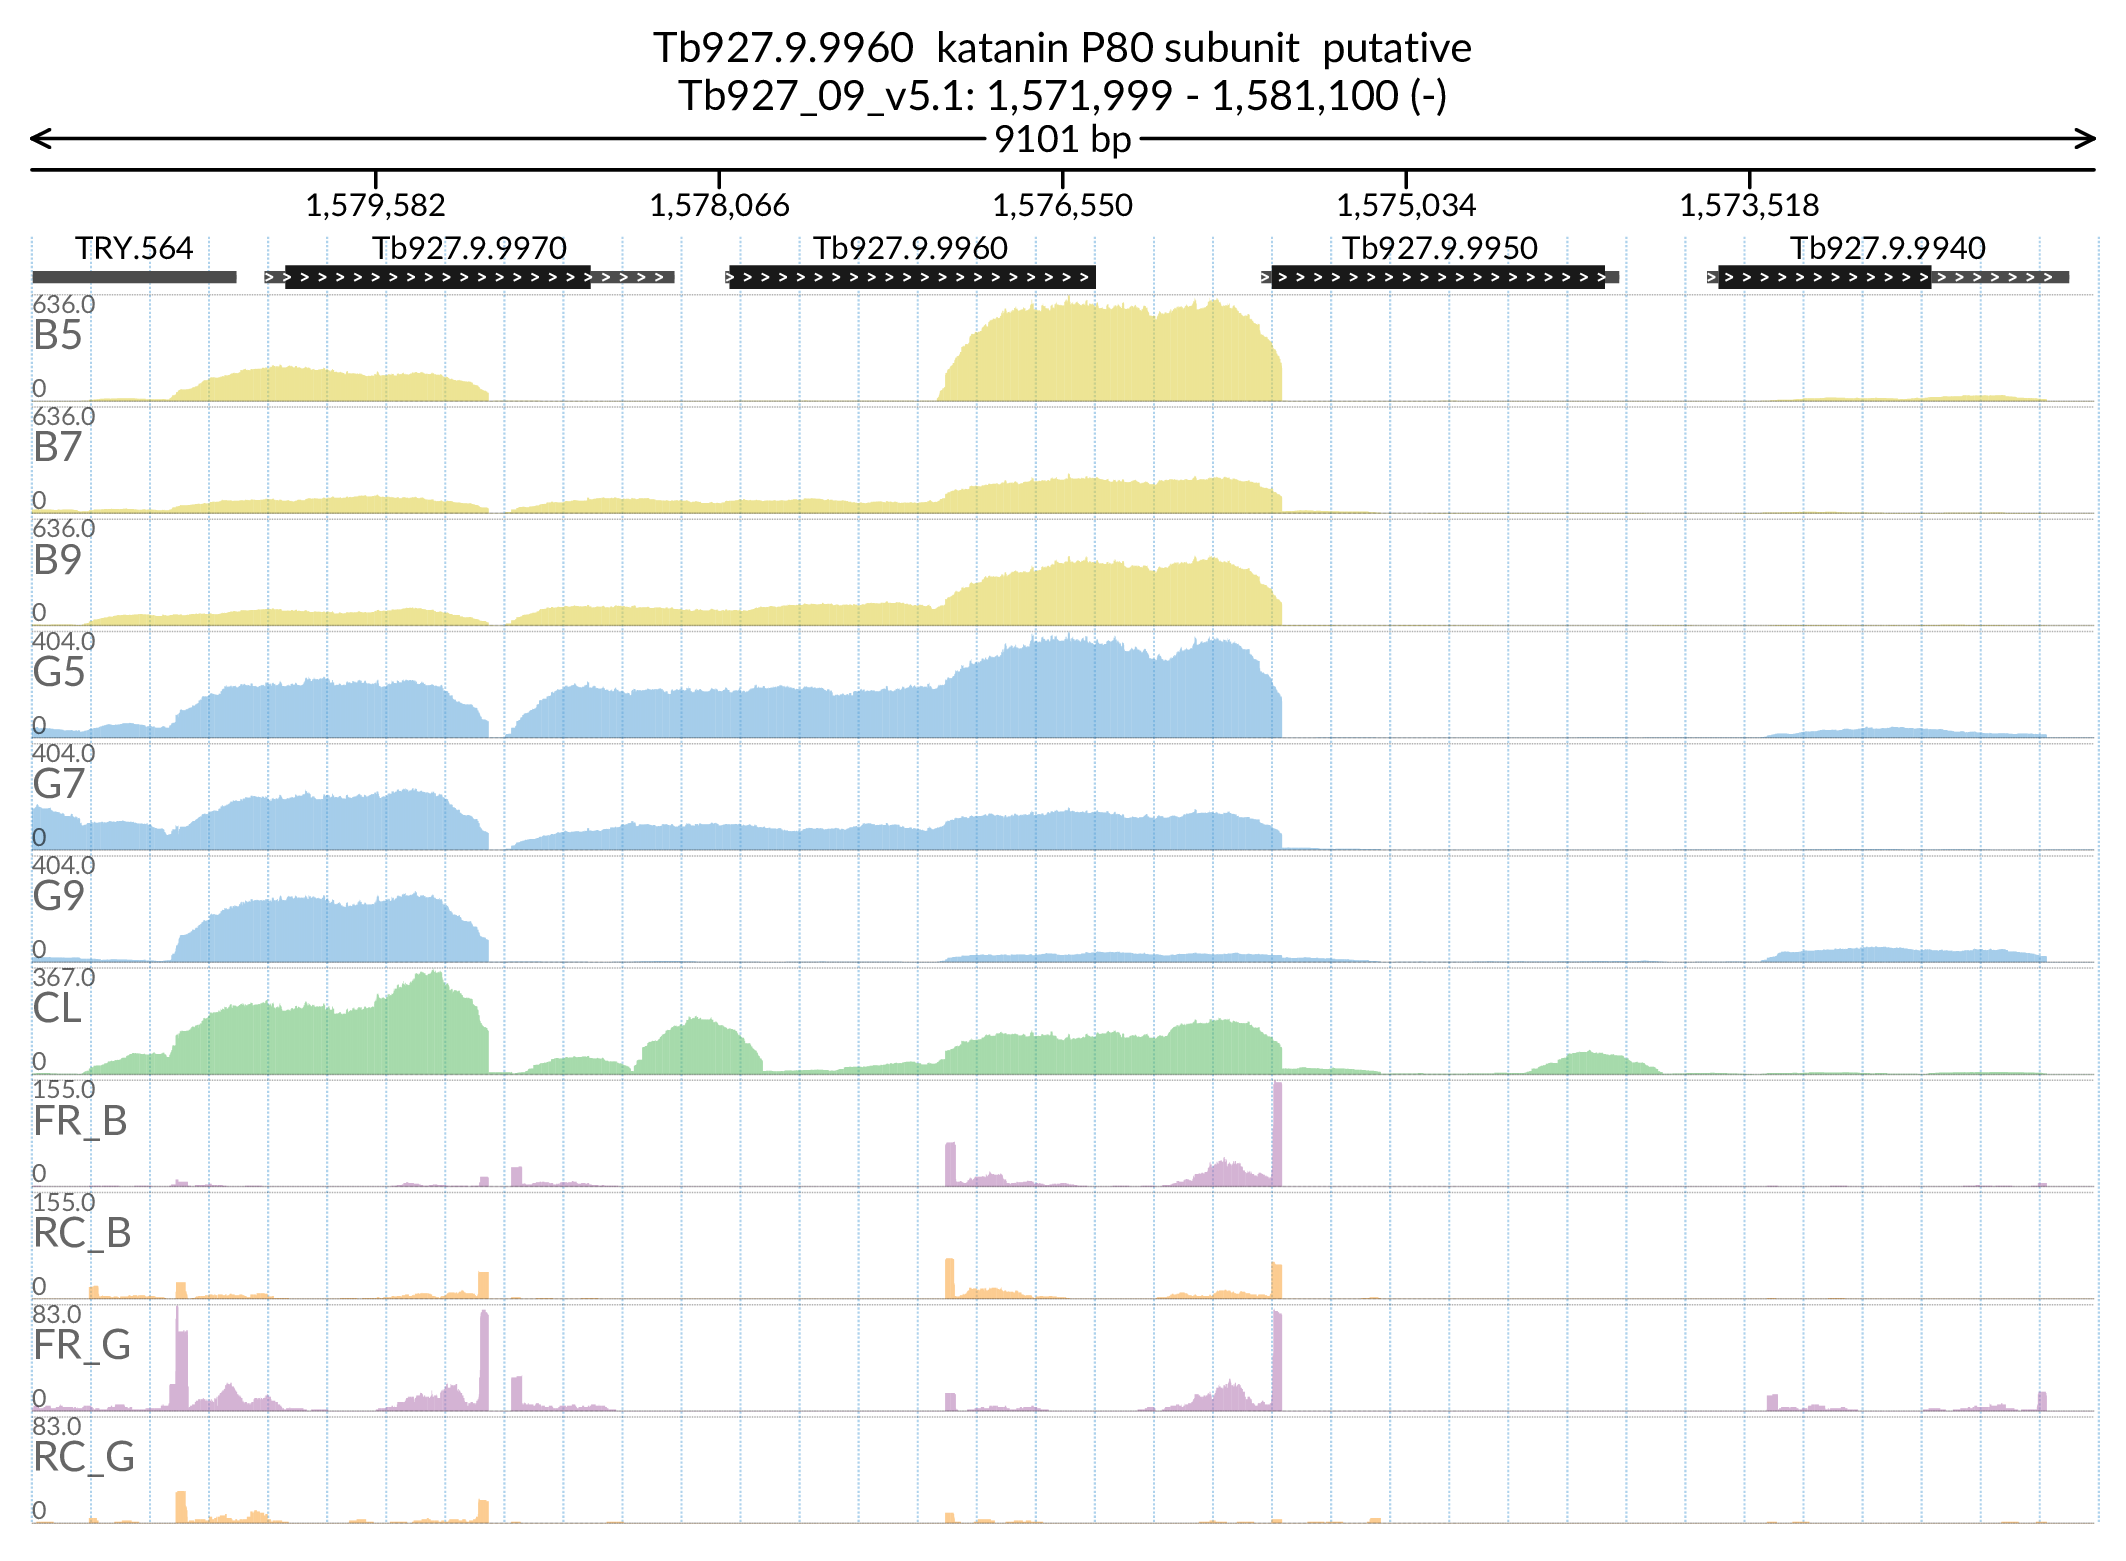 Tb927.9.9960  katanin P80 subunit  putative
Tb927_09_v5.1: 1,571,999 - 1,581,100 (-)
9101 bp
1,579,582 1,578,066 1,576,550 1,575,034 1,573,518
TRY.564 Tb927.9.9970 Tb927.9.9960 Tb927.9.9950 Tb927.9.9940
636.0
B5
0
636.0
B7
0
636.0
B9
0
404.0
G5
0
404.0
G7
0
404.0
G9
0
367.0
CL
0
155.0
FR_B
0
155.0
RC_B
0
83.0
FR_G
0
83.0
RC_G
0